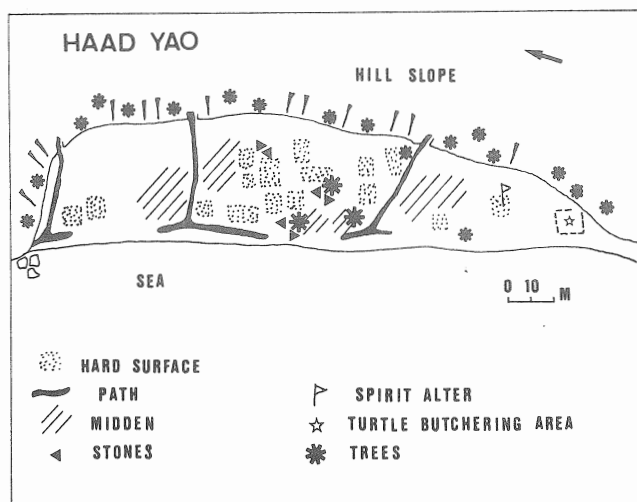 HAAD YAO
HILL SLOPE
SEA
0 10 M
HARD SURFACE
PATH
MIDDEN
STONES
SPIRIT ALTER
TURTLE BUTCHERING AREA
TREES